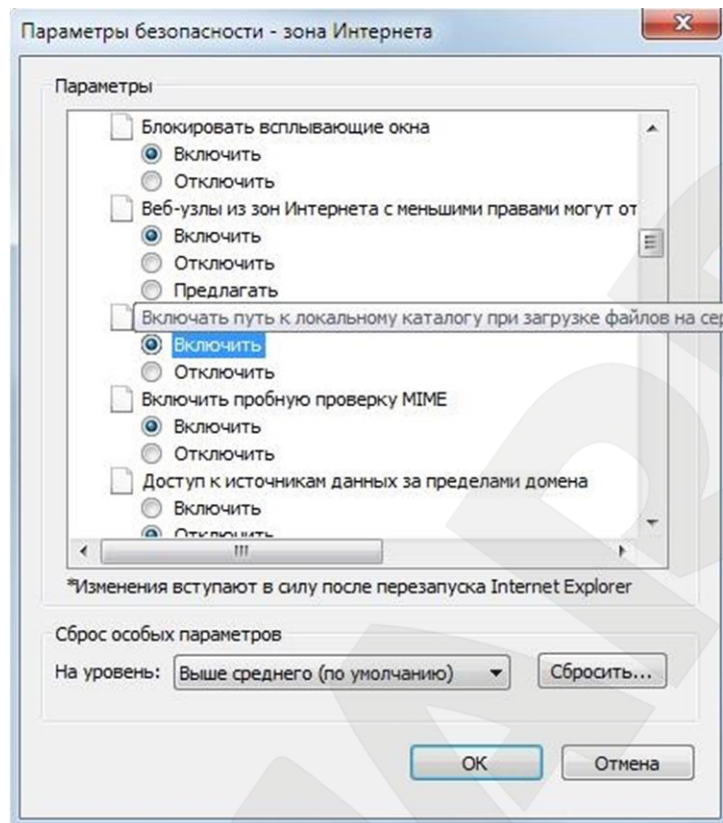 Параметры безопасности - зона Интернета
Параметры
Блокировать всплывающие окна
Включить
Отключить
Веб-узлы из зон Интернета с меньшими правами могут от
Включить
Отключить
Предлагать
Включать путь к локальному каталогу при загрузке файлов на сер
Включить
Отключить
Включить пробную проверку MIME
Включить
Отключить
Доступ к источникам данных за пределами домена
Включить
Отключить
*Изменения вступают в силу после перезапуска Internet Explorer
Сброс особых параметров
На уровень: Выше среднего (по умолчанию) Сбросить...
OK Отмена